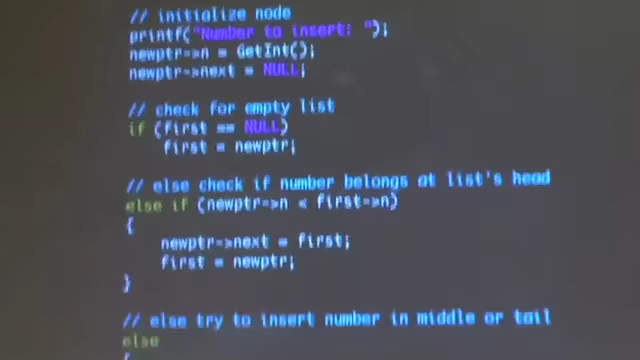 // initialize node
printf("Number to insert: ");
newptr->n = GetInt();
newptr->next = NULL;
// check for empty list
if (first == NULL)
first = newptr;
// else check if number belongs at list's head
else if (newptr->n < first->n)
{
newptr->next = first;
first = newptr;
}
// else try to insert number in middle or tail
else
{